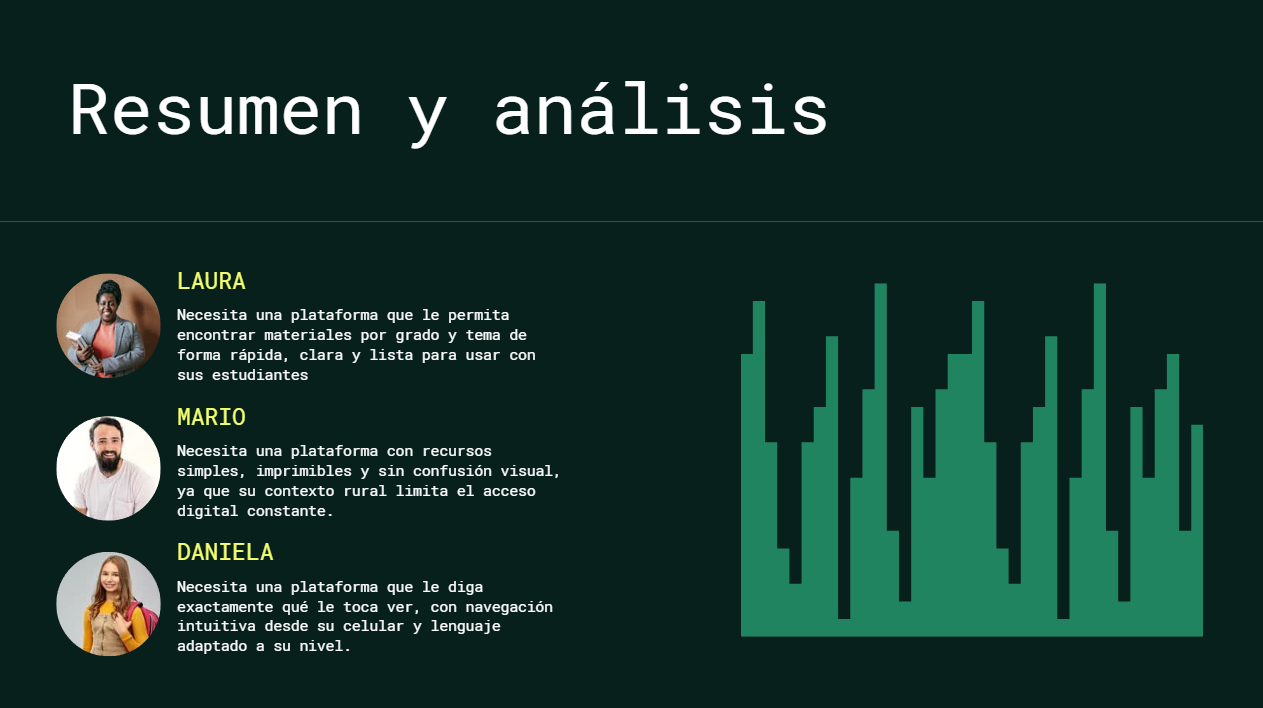 Resumen y análisis
LAURA
Necesita una plataforma que le permita
encontrar materiales por grado y tema de
forma rápida, clara y lista para usar con
sus estudiantes
MARIO
Necesita una plataforma con recursos
simples, imprimibles y sin confusión visual,
ya que su contexto rural limita el acceso
digital constante.
DANIELA
Necesita una plataforma que le diga
exactamente qué le toca ver, con navegación
intuitiva desde su celular y lenguaje
adaptado a su nivel.